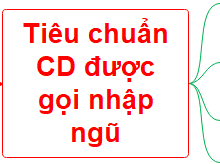 Tiêu chuẩn
CD được
gọi nhập
ngũ